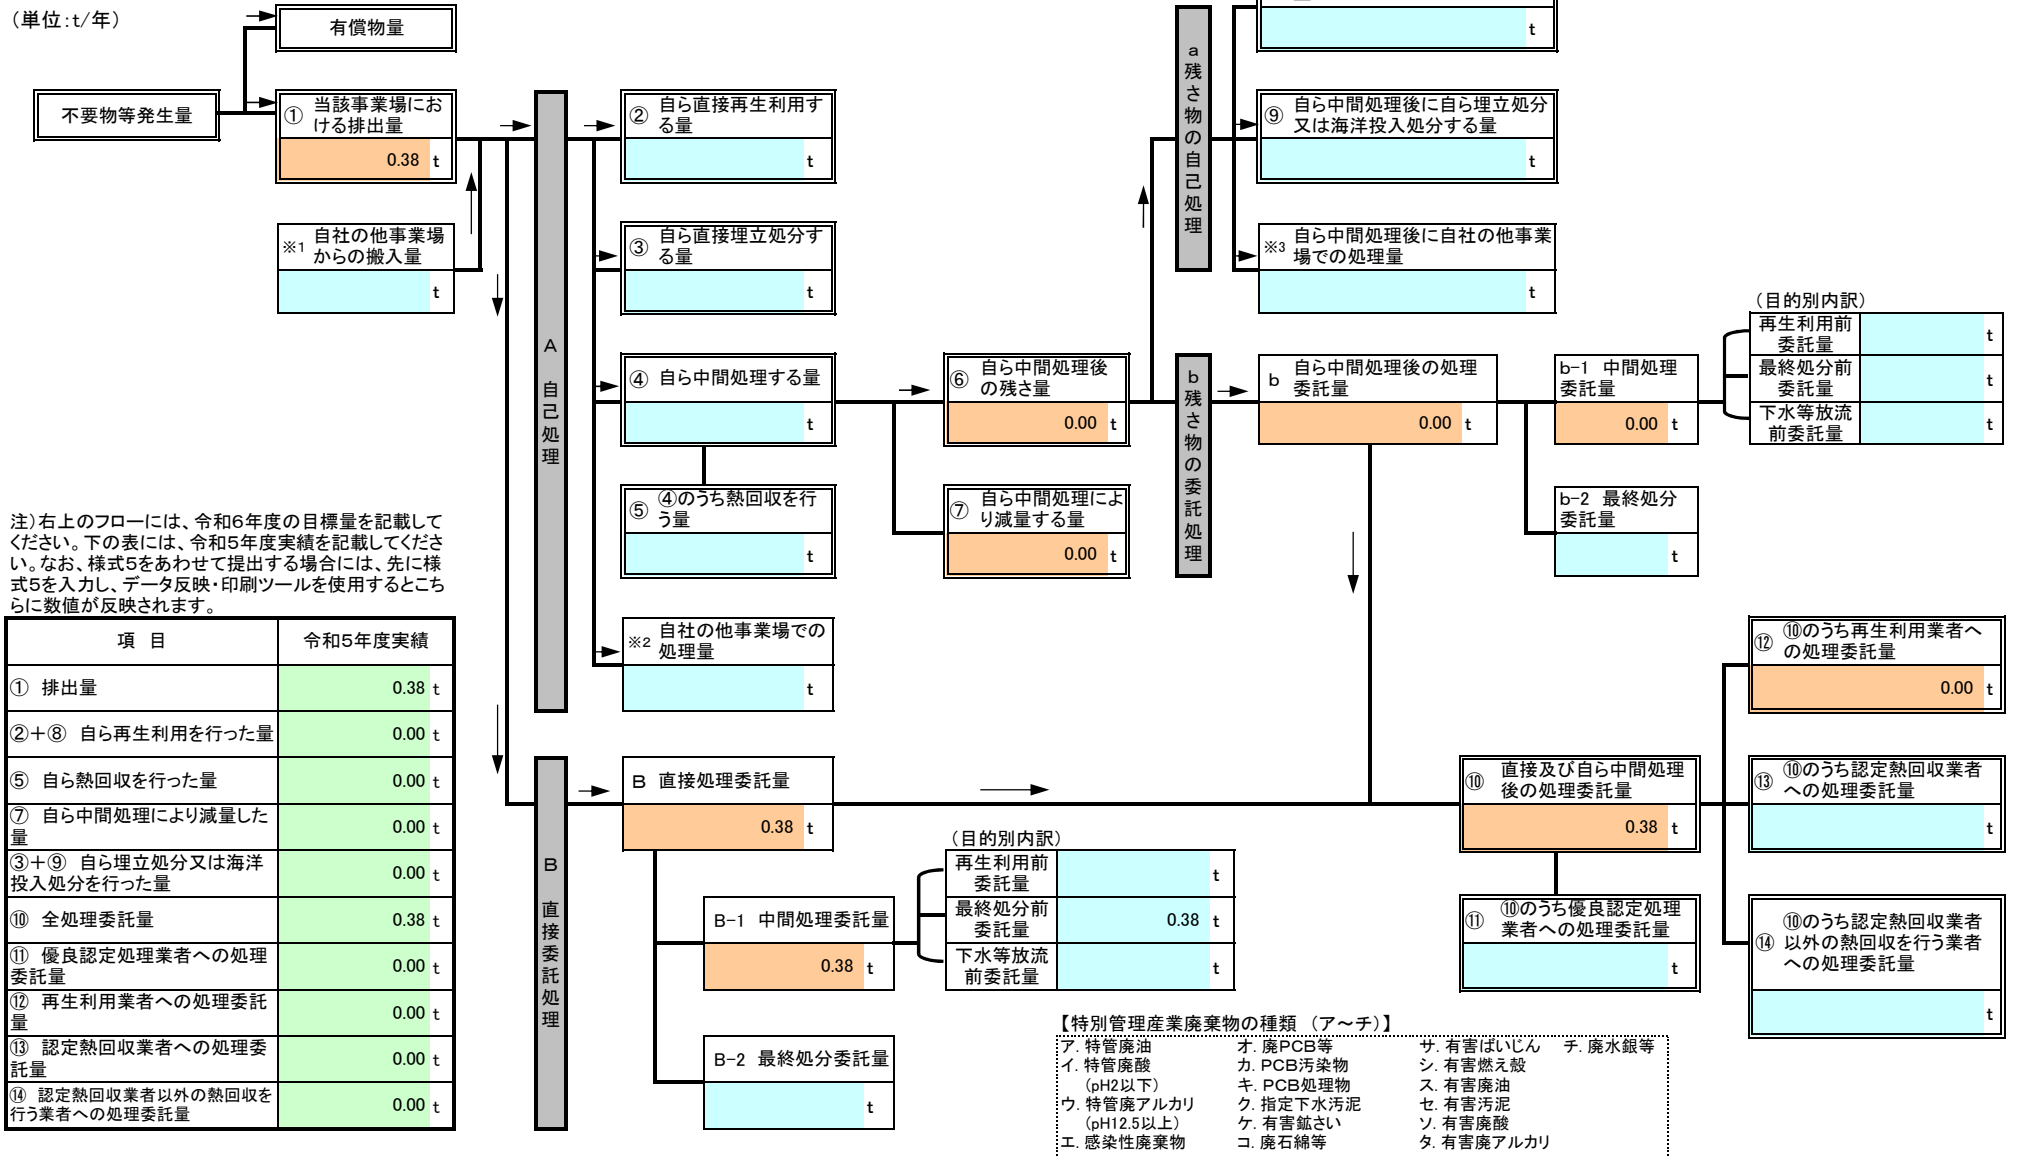 （単位：t/年）
有償物量
t
不要物等発生量
① 当該事業場にお
ける排出量
0.38 t
※1 自社の他事業場
からの搬入量
t
A 自己処理
② 自ら直接再生利用す
る量
t
③ 自ら直接埋立処分す
る量
t
④ 自ら中間処理する量
t
⑤ ④のうち熱回収を行
う量
t
※2 自社の他事業場での
処理量
t
⑥ 自ら中間処理後
の残さ量
0.00 t
⑦ 自ら中間処理によ
り減量する量
0.00 t
a 残さ物の自己処理
⑨ 自ら中間処理後に自ら埋立処分
又は海洋投入処分する量
t
※3 自ら中間処理後に自社の他事業
場での処理量
t
b 残さ物の委託処理
b 自ら中間処理後の処理
委託量
0.00 t
b-1 中間処理
委託量
0.00 t
b-2 最終処分
委託量
t
（目的別内訳）
再生利用前
委託量
t
最終処分前
委託量
t
下水等放流
前委託量
t
注）右上のフローには、令和６年度の目標量を記載して
ください。下の表には、令和５年度実績を記載してくださ
い。なお、様式５をあわせて提出する場合には、先に様
式５を入力し、データ反映・印刷ツールを使用するとこち
らに数値が反映されます。
項 目 令和５年度実績
① 排出量 0.38 t
②＋⑧ 自ら再生利用を行った量 0.00 t
⑤ 自ら熱回収を行った量 0.00 t
⑦ 自ら中間処理により減量した
量 0.00 t
③＋⑨ 自ら埋立処分又は海洋
投入処分を行った量 0.00 t
⑩ 全処理委託量 0.38 t
⑪ 優良認定処理業者への処理
委託量 0.00 t
⑫ 再生利用業者への処理委託
量 0.00 t
⑬ 認定熱回収業者への処理委
託量 0.00 t
⑭ 認定熱回収業者以外の熱回収を
行う業者への処理委託量 0.00 t
B 直接委託処理
B 直接処理委託量
0.38 t
B-1 中間処理委託量
0.38 t
B-2 最終処分委託量
t
（目的別内訳）
再生利用前
委託量
t
最終処分前
委託量
0.38 t
下水等放流
前委託量
t
⑩ 直接及び自ら中間処理
後の処理委託量
0.38 t
⑪ ⑩のうち優良認定処理
業者への処理委託量
t
⑫ ⑩のうち再生利用業者へ
の処理委託量
0.00 t
⑬ ⑩のうち認定熱回収業者
への処理委託量
t
⑭ ⑩のうち認定熱回収業者
以外の熱回収を行う業者
への処理委託量
t
【特別管理産業廃棄物の種類 （ア～チ）】
ア. 特管廃油 オ. 廃PCB等 サ. 有害ばいじん チ. 廃水銀等
イ. 特管廃酸 カ. PCB汚染物 シ. 有害燃え殻
（pH2以下） キ. PCB処理物 ス. 有害廃油
ウ. 特管廃アルカリ ク. 指定下水汚泥 セ. 有害汚泥
（pH12.5以上） ケ. 有害鉱さい ソ. 有害廃酸
エ. 感染性廃棄物 コ. 廃石綿等 タ. 有害廃アルカリ